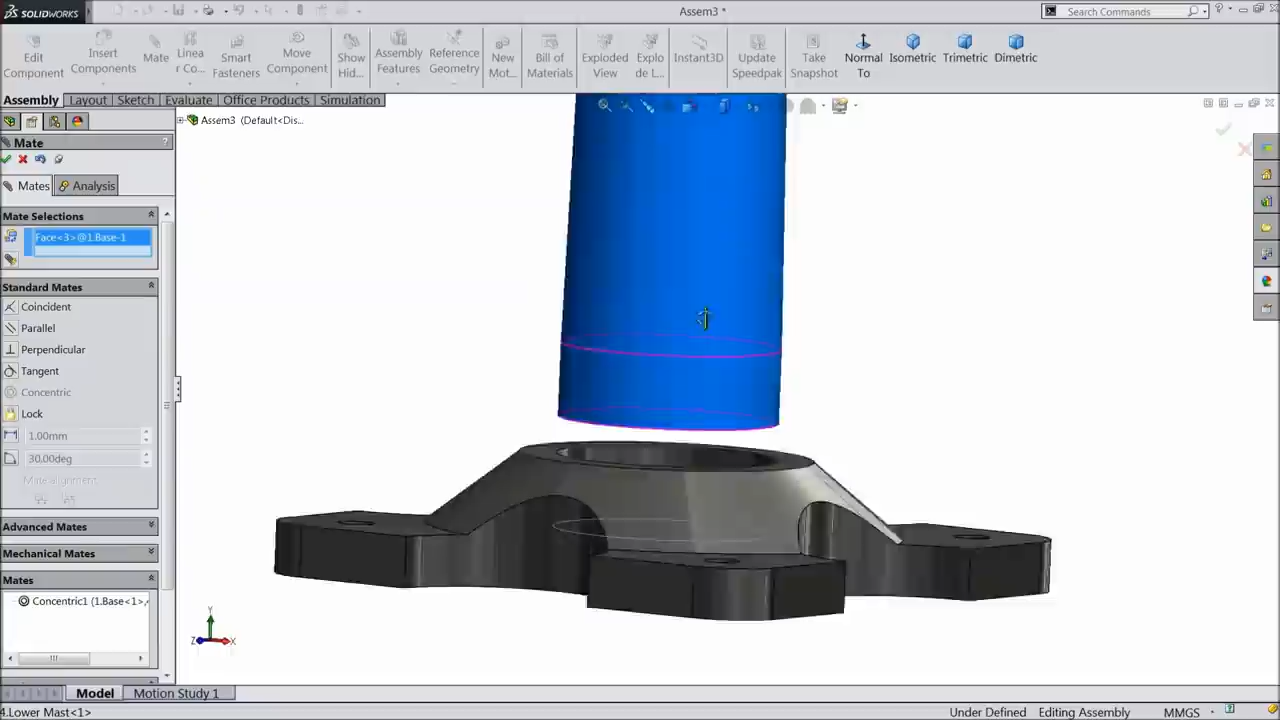 SOLIDWORKS
Assem3 *
Search Commands
Edit Component
Insert Components
Mate
Linea r Co...
Smart Fasteners
Move Component
Show Hid...
Assembly Features
Reference Geometry
New Mot...
Bill of Materials
Exploded View
Explo de L...
Instant3D
Update Speedpak
Take Snapshot
Normal To
Isometric
Trimetric
Dimetric
Assembly
Layout
Sketch
Evaluate
Office Products
Simulation
Assem3 (Default<Dis...
Mate
?
Mates
Analysis
Mate Selections
Face<3>@1.Base-1
Standard Mates
Coincident
Parallel
Perpendicular
Tangent
Concentric
Lock
1.00mm
30.00deg
Mate alignment:
Advanced Mates
Mechanical Mates
Mates
Concentric1 (1.Base<1>,
Y
Z
X
Model
Motion Study 1
4.Lower Mast<1>
Under Defined
Editing Assembly
MMGS